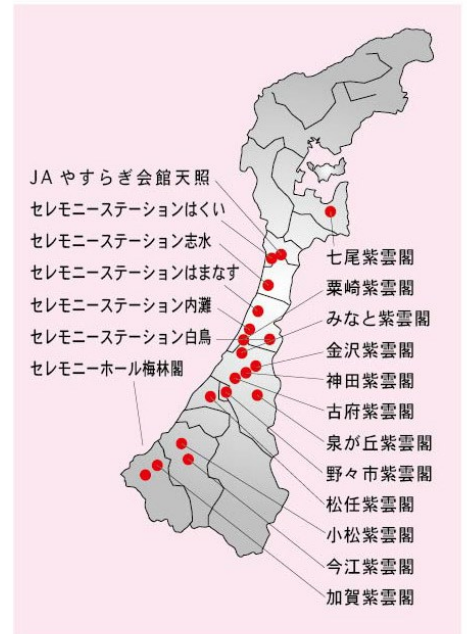 JAやすらぎ会館天照
セレモニーステーションはくい
セレモニーステーション志水
セレモニーステーションはまなす
セレモニーステーション内灘
セレモニーステーション白鳥
セレモニーホール梅林閣
七尾紫雲閣
粟崎紫雲閣
みなと紫雲閣
金沢紫雲閣
神田紫雲閣
古府紫雲閣
泉が丘紫雲閣
野々市紫雲閣
松任紫雲閣
小松紫雲閣
今江紫雲閣
加賀紫雲閣